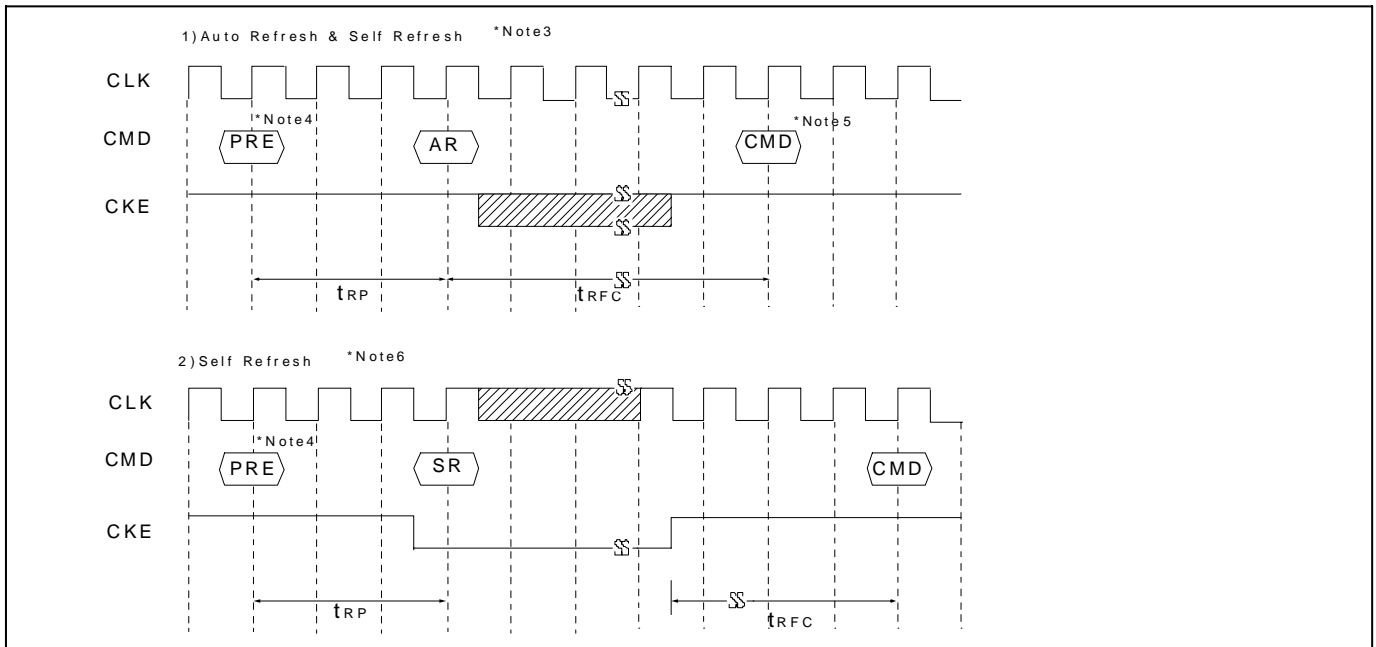 1)Auto Refresh & Self Refresh *Note3
CLK
*Note4 *Note5
CMD PRE AR CMD
CKE
tRP tRFC
2)Self Refresh *Note6
CLK
*Note4
CMD PRE SR CMD
CKE
tRP tRFC